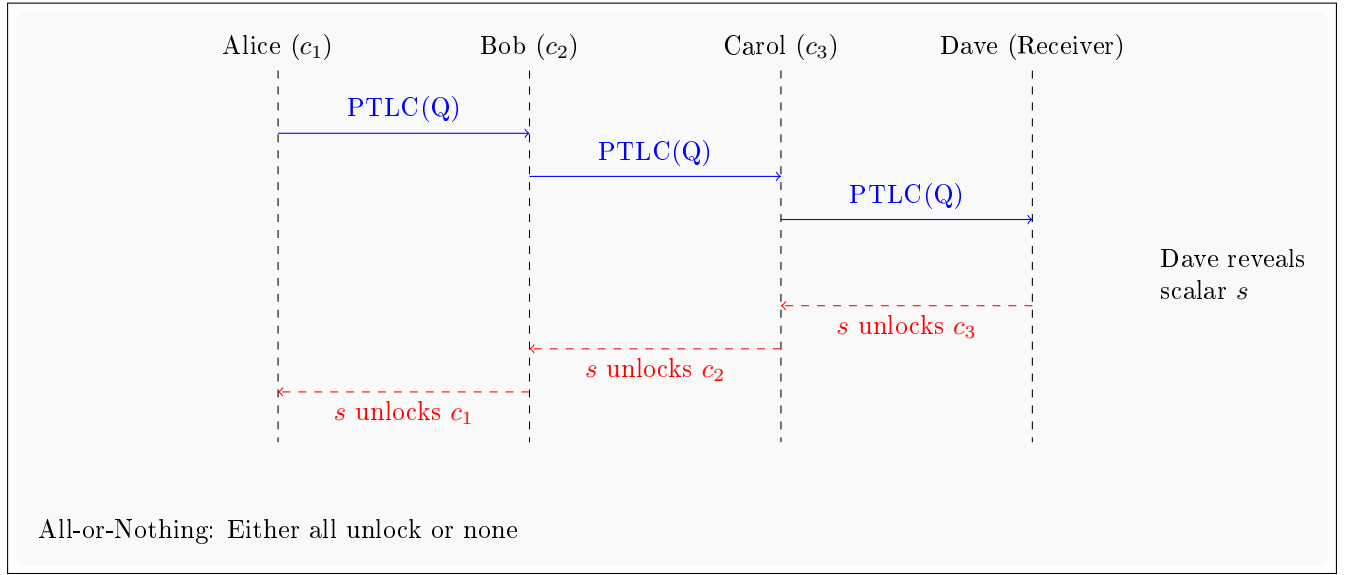 Alice (c₁)
Bob (c₂)
Carol (c₃)
Dave (Receiver)
PTLC(Q)
PTLC(Q)
PTLC(Q)
Dave reveals
scalar s
s unlocks c₃
s unlocks c₂
s unlocks c₁
All-or-Nothing: Either all unlock or none